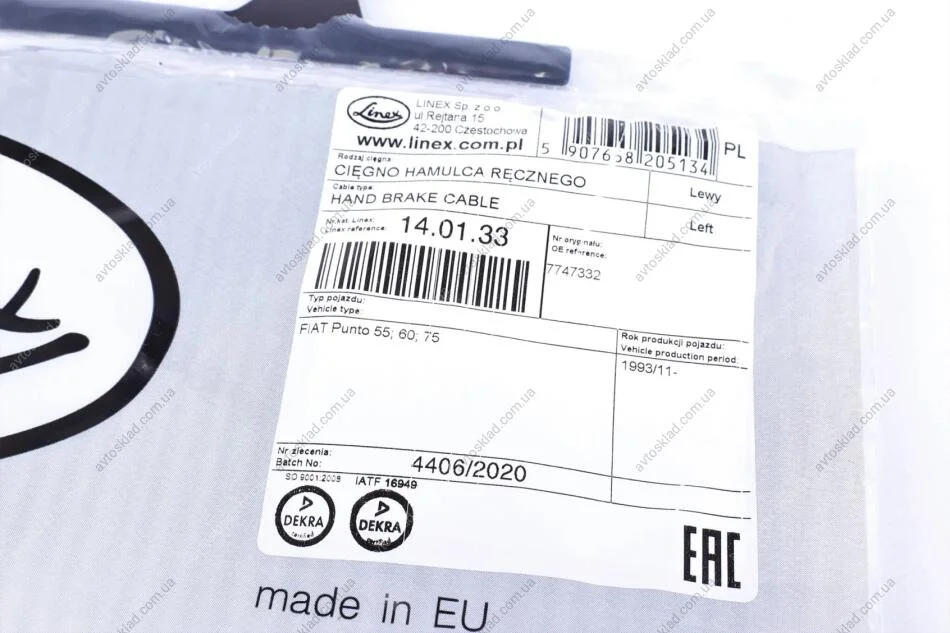 Linex
LINEX Sp. z o o
ul Rejtana 15
42-200 Czestochowa
www.linex.com.pl
5 907658 205134
PL
Rodzaj cięgna:
CIĘGNO HAMULCA RĘCZNEGO
Lewy
Cable type:
HAND BRAKE CABLE
Left
Nr kat. Linex:
Linex reference:
14.01.33
Nr oryginału:
OE reference:
7747332
Typ pojazdu:
Vehicle type:
FIAT Punto 55; 60; 75
Rok produkcji pojazdu:
Vehicle production period:
1993/11-
Nr zlecenia:
Batch No:
4406/2020
ISO 9001:2008
IATF 16949
DEKRA
certified
DEKRA
certified
EAC
made in EU
avtosklad.com.ua